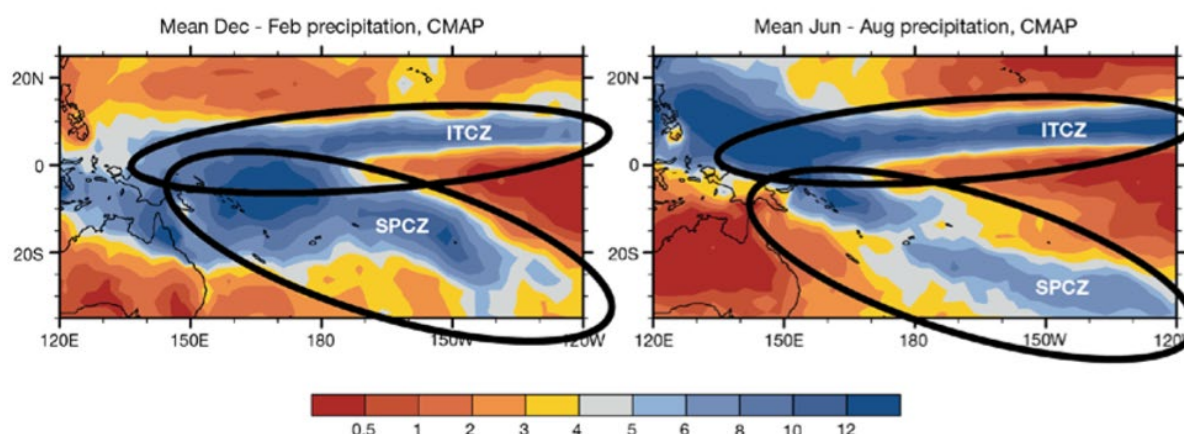 Mean Dec - Feb precipitation, CMAP
Mean Jun - Aug precipitation, CMAP
20N
0
20S
120E
150E
180
150W
120W
ITCZ
SPCZ
20N
0
20S
120E
150E
180
150W
120W
ITCZ
SPCZ
0.5 1 2 3 4 5 6 8 10 12